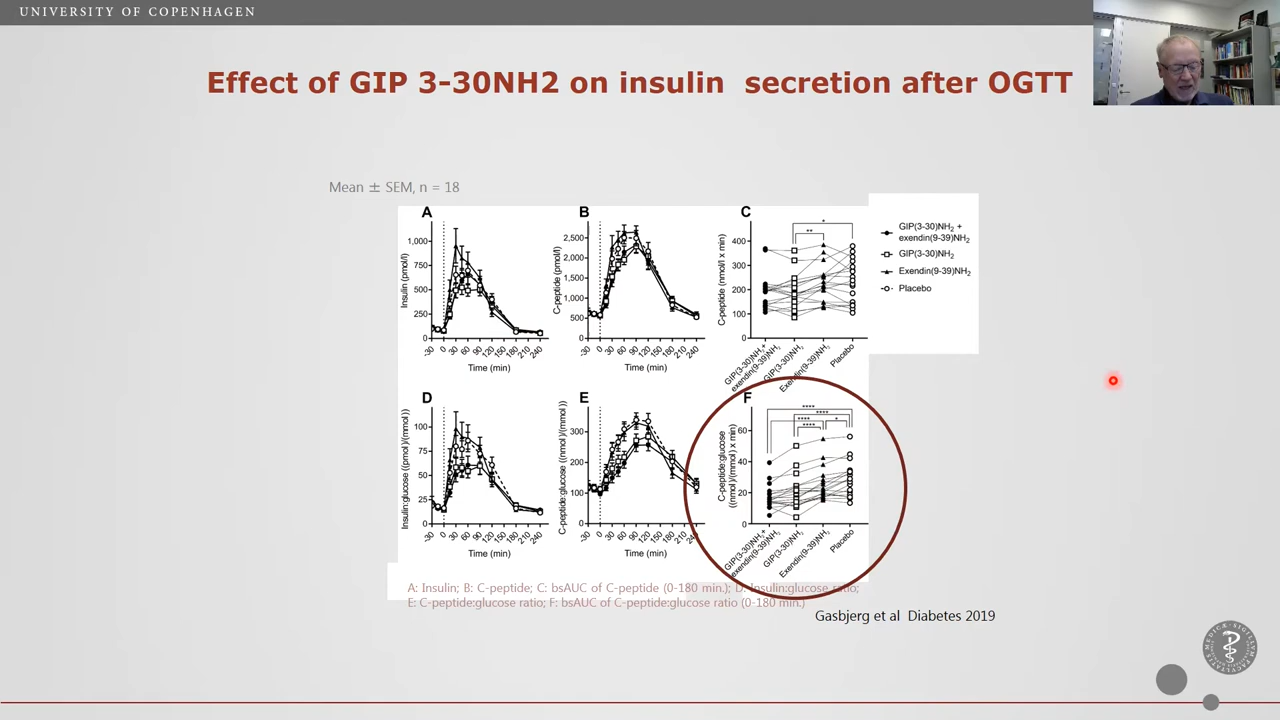 UNIVERSITY OF COPENHAGEN
Effect of GIP 3-30NH2 on insulin secretion after OGTT
Mean ± SEM, n = 18
A
Insulin (pmol/l)
1,000
750
500
250
0
-30 0 30 60 90 120 150 180 210 240
Time (min)
B
C-peptide (pmol/l)
2,500
2,000
1,500
1,000
500
0
-30 0 30 60 90 120 150 180 210 240
Time (min)
C
C-peptide (nmol/l x min)
400
300
200
100
0
*
**
GIP(3-30)NH2 +
exendin(9-39)NH2
GIP(3-30)NH2
Exendin(9-39)NH2
Placebo
GIP(3-30)NH2 +
exendin(9-39)NH2
GIP(3-30)NH2
Exendin(9-39)NH2
Placebo
D
Insulin:glucose ((pmol)/(mmol))
100
75
50
25
0
-30 0 30 60 90 120 150 180 210 240
Time (min)
E
C-peptide:glucose ((nmol)/(mmol))
300
200
100
0
-30 0 30 60 90 120 150 180 210 240
Time (min)
F
C-peptide:glucose
((nmol)/(mmol) x min)
60
40
20
0
****
****
****
*
****
GIP(3-30)NH2 +
exendin(9-39)NH2
GIP(3-30)NH2
Exendin(9-39)NH2
Placebo
A: Insulin; B: C-peptide; C: bsAUC of C-peptide (0-180 min.); D: Insulin:glucose ratio;
E: C-peptide:glucose ratio; F: bsAUC of C-peptide:glucose ratio (0-180 min.)
Gasbjerg et al Diabetes 2019